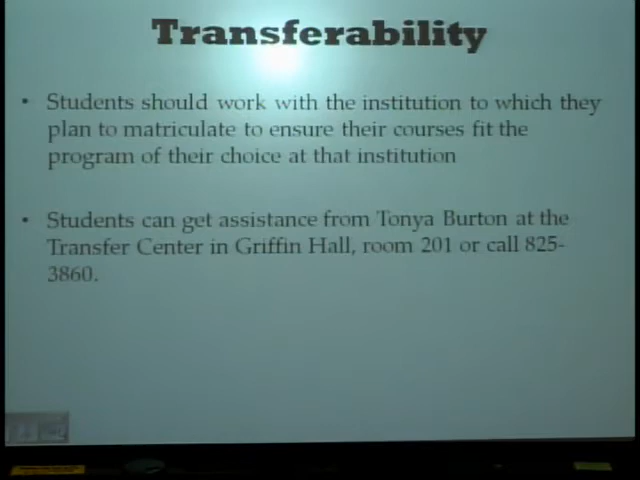 Transferability
• Students should work with the institution to which they
plan to matriculate to ensure their courses fit the
program of their choice at that institution
• Students can get assistance from Tonya Burton at the
Transfer Center in Griffin Hall, room 201 or call 825-
3860.